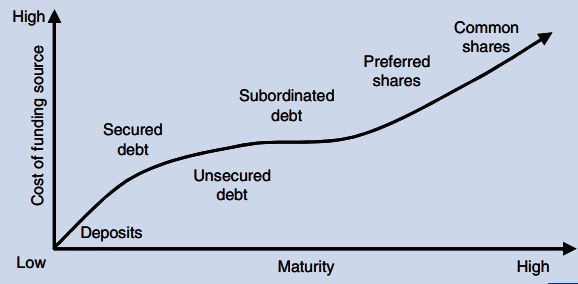 High
Cost of funding source
Common
shares
Preferred
shares
Subordinated
debt
Secured
debt
Unsecured
debt
Deposits
Low
Maturity
High